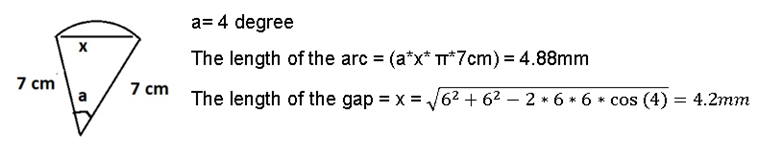 a= 4 degree
x
The length of the arc = (a*x* π*7cm) = 4.88mm
7 cm
a
7 cm
The length of the gap = x = √6² + 6² − 2 * 6 * 6 * cos (4) = 4.2mm